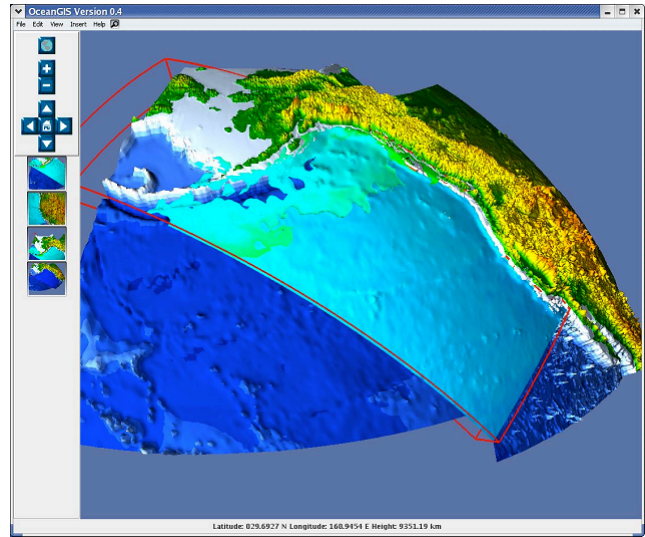 OceanGIS Version 0.4
File Edit View Insert Help
Latitude: 029.6927 N Longitude: 160.9454 E Height: 9351.19 km